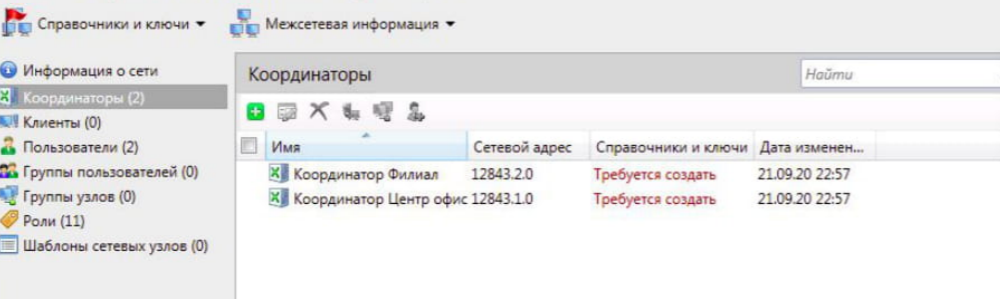 Справочники и ключи Межсетевая информация
Информация о сети
Координаторы (2)
Клиенты (0)
Пользователи (2)
Группы пользователей (0)
Группы узлов (0)
Роли (11)
Шаблоны сетевых узлов (0)
Координаторы Найти
Имя Сетевой адрес Справочники и ключи Дата изменен...
Координатор Филиал 12843.2.0 Требуется создать 21.09.20 22:57
Координатор Центр офис 12843.1.0 Требуется создать 21.09.20 22:57